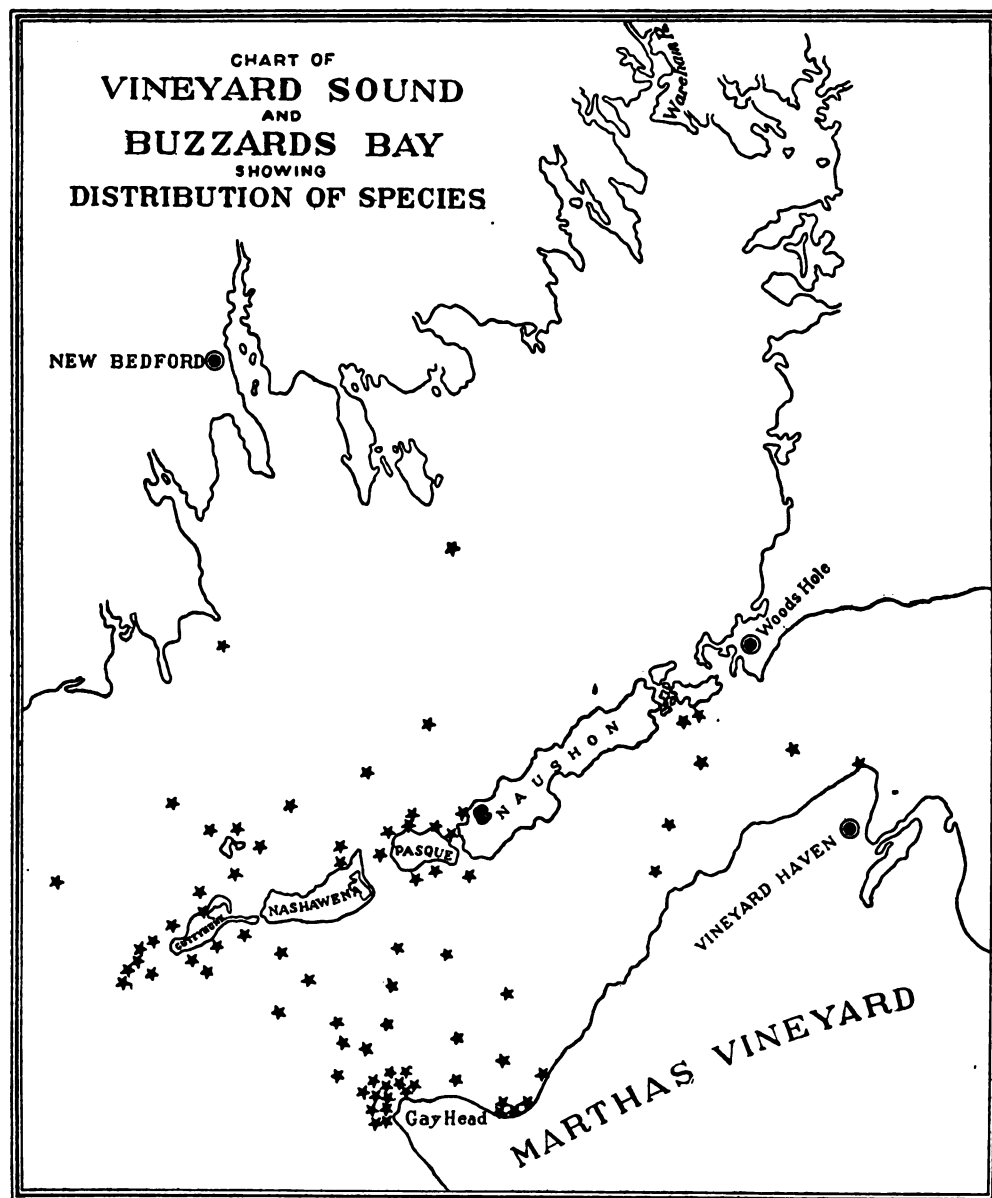 CHART OF
VINEYARD SOUND
AND
BUZZARDS BAY
SHOWING
DISTRIBUTION OF SPECIES
Wareham R.
NEW BEDFORD
Woods Hole
NAUSHON
PASQUE
NASHAWENA
CUTTYHUNK
VINEYARD HAVEN
MARTHAS VINEYARD
Gay Head